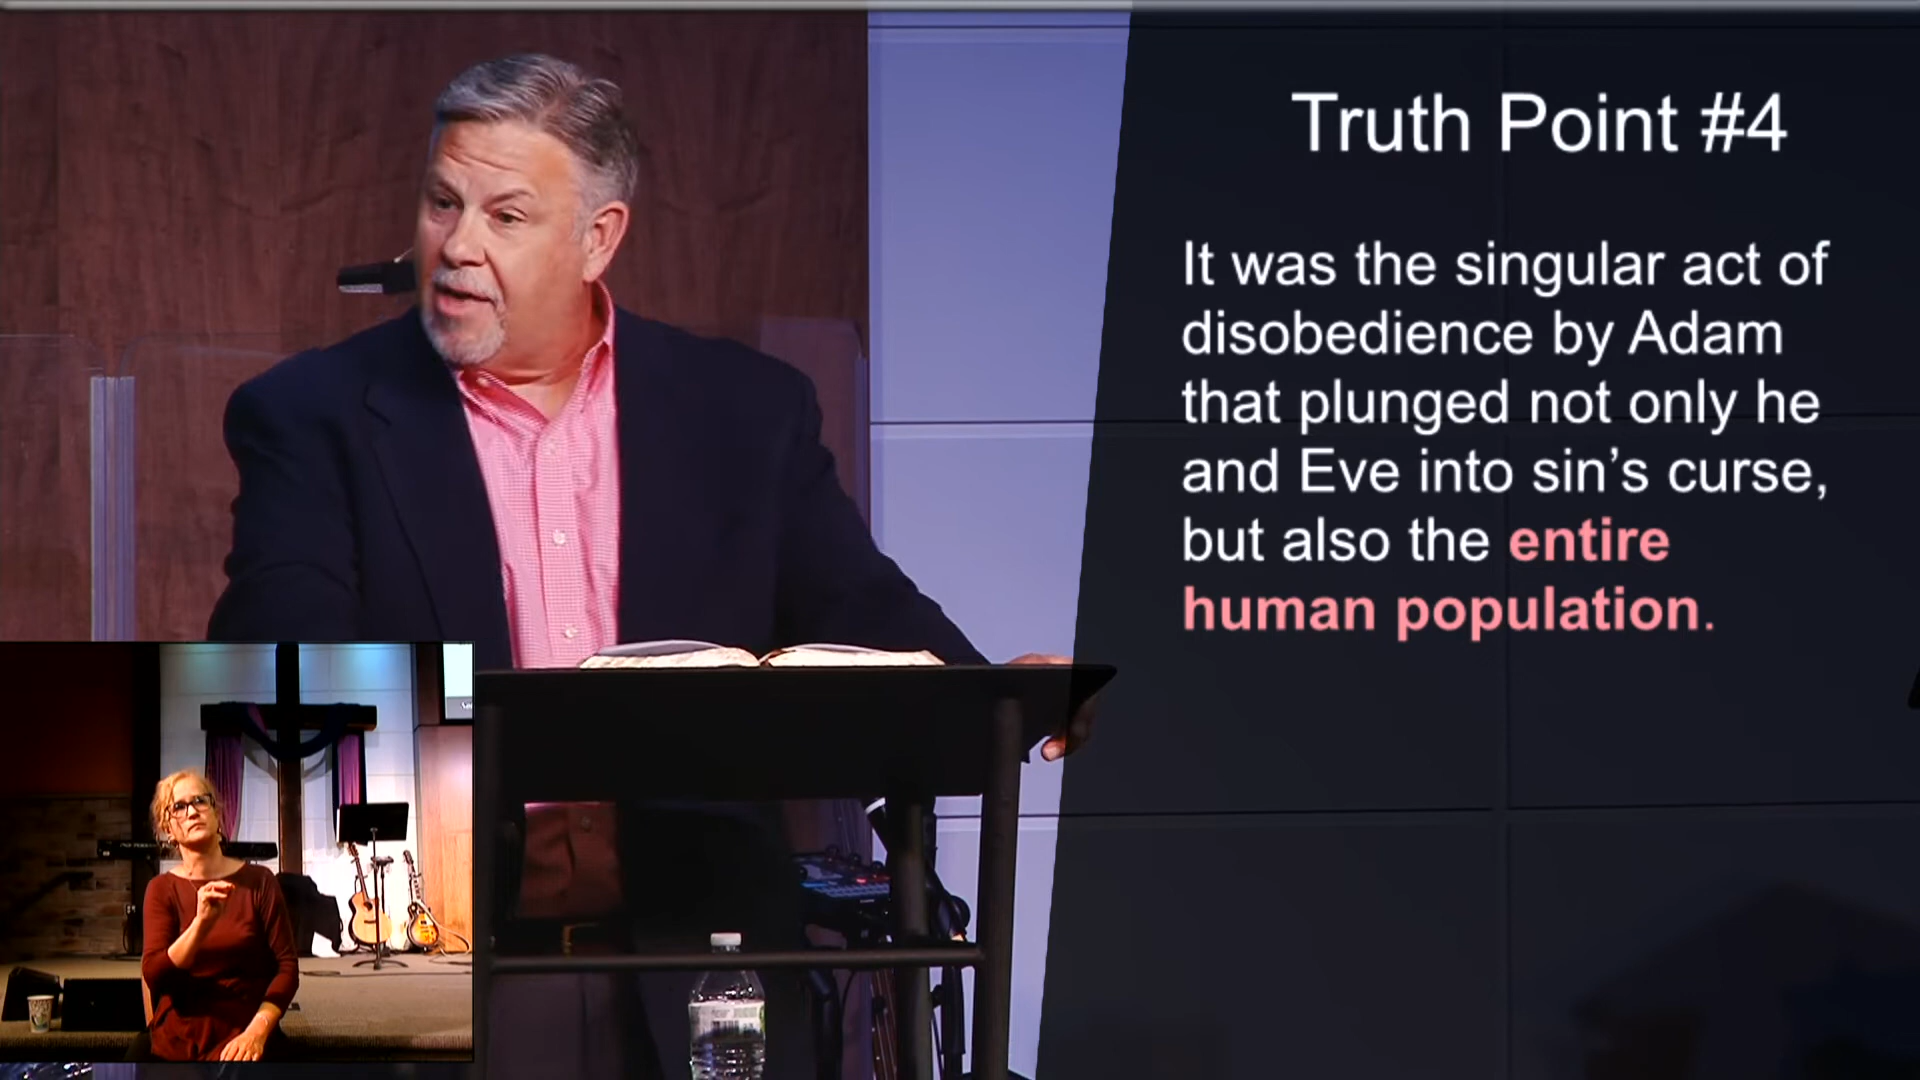 Truth Point #4
It was the singular act of
disobedience by Adam
that plunged not only he
and Eve into sin’s curse,
but also the entire
human population.